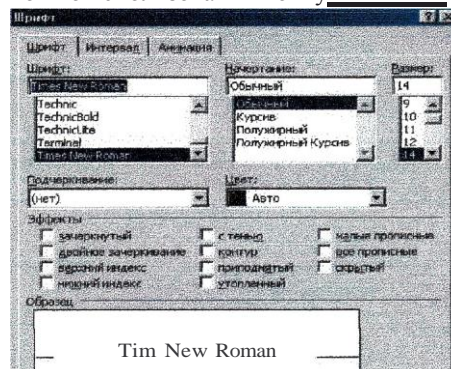 Шрифт
Шрифт Интервал Анимация
Шрифт: Начертание: Размер:
Times New Roman Обычный 14
Technic Обычный 9
TechnicBold Курсив 10
TechnicLite Полужирный 11
Terminal Полужирный Курсив 12
Times New Roman 14
Подчеркивание: Цвет:
(нет) Авто
Эффекты
зачеркнутый с тенью малые прописные
двойное зачеркивание контур все прописные
верхний индекс приподнятый скрытый
нижний индекс утопленный
Образец
Tim New Roman